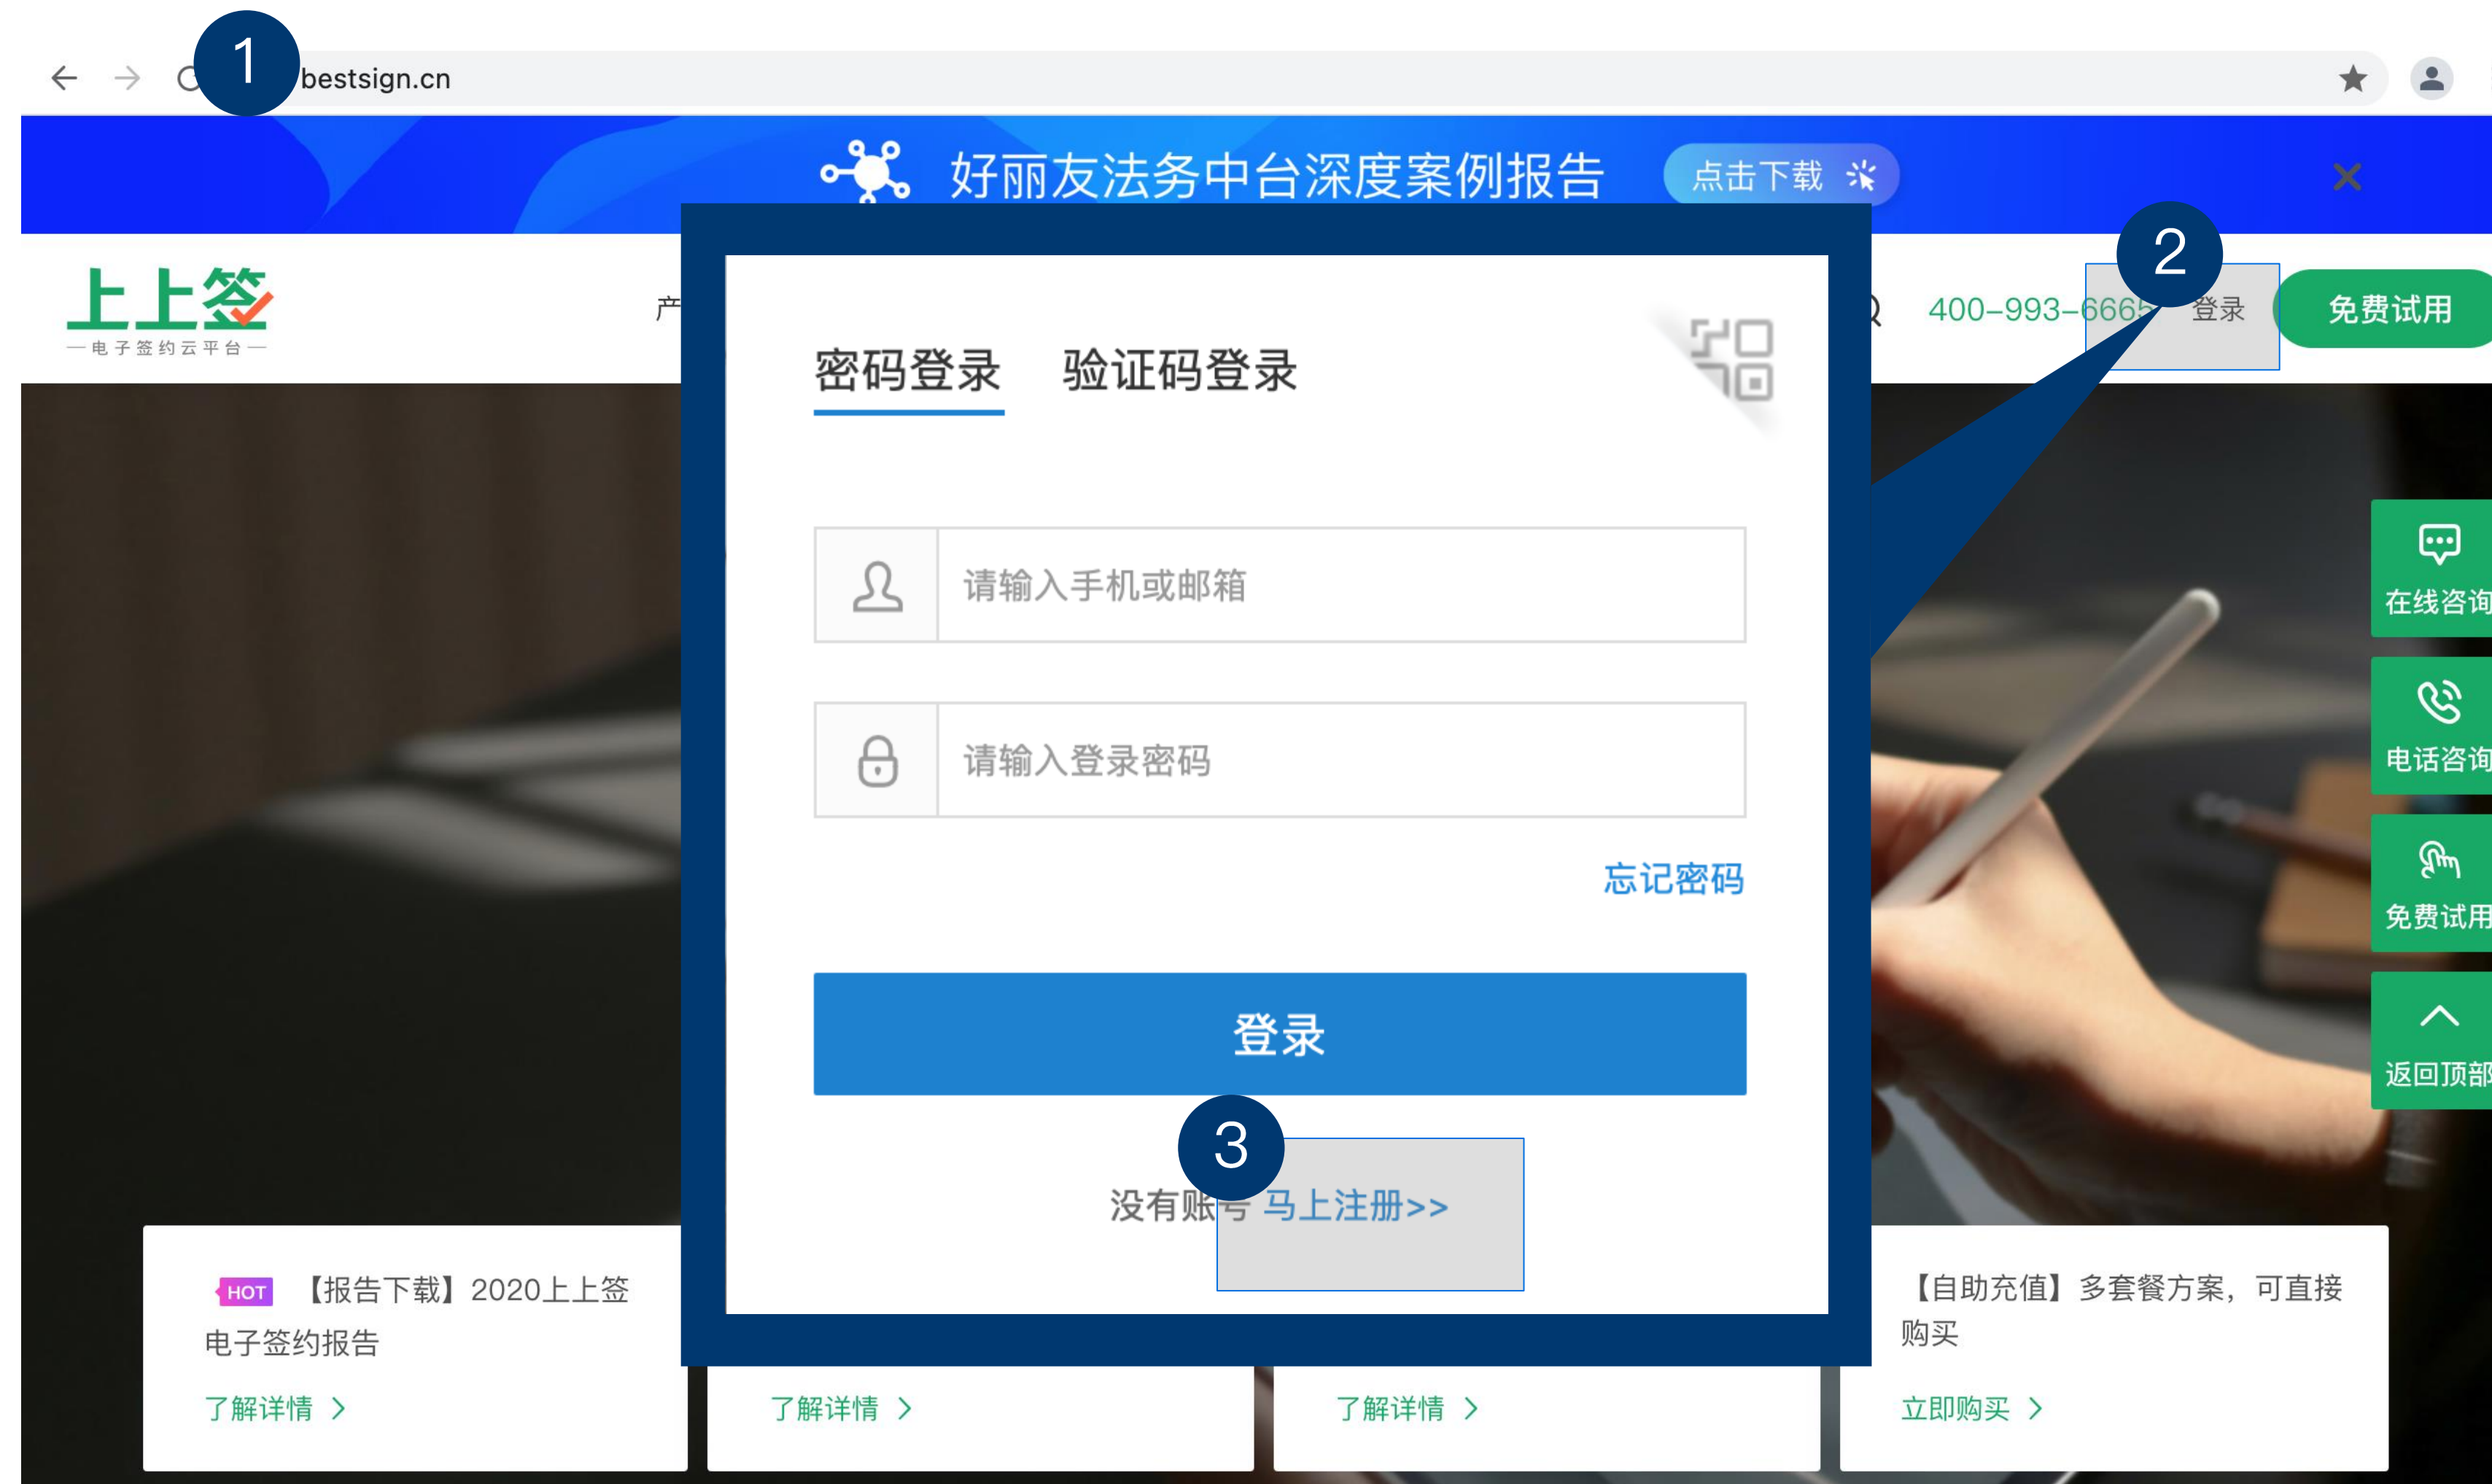 1
bestsign.cn
好丽友法务中台深度案例报告 点击下载
上上签
电子签约云平台
产
400-993-6665
2
登录
免费试用
密码登录 验证码登录
请输入手机或邮箱
请输入登录密码
忘记密码
登录
3
没有账号 马上注册>>
在线咨询
电话咨询
免费试用
返回顶部
HOT 【报告下载】2020上上签
电子签约报告
了解详情 >
了解详情 >
了解详情 >
【自助充值】多套餐方案，可直接
购买
立即购买 >